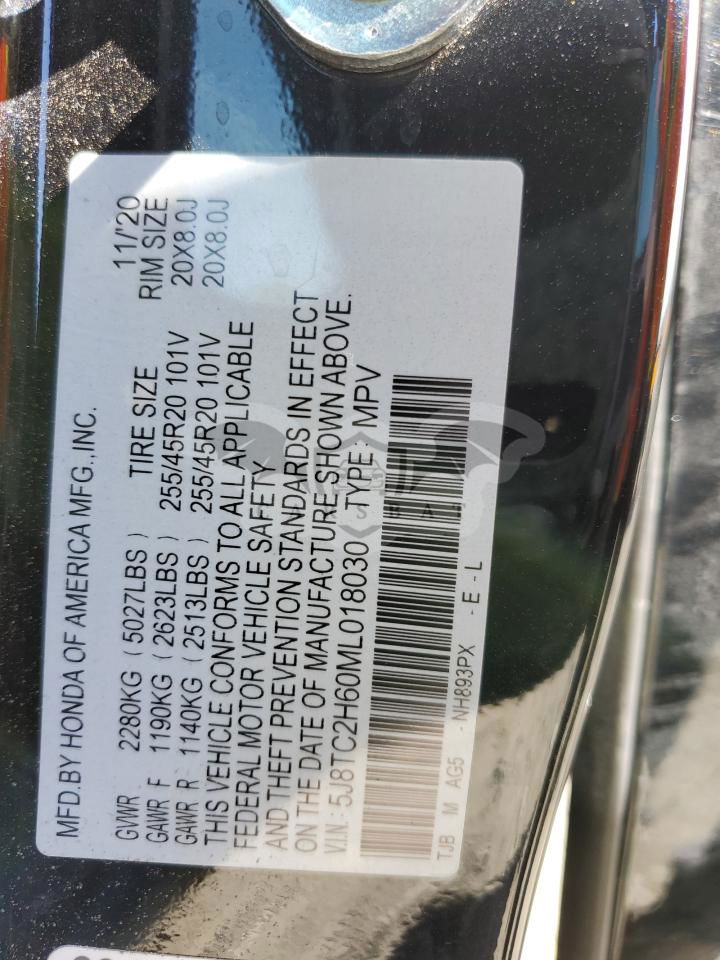 MFD.BY HONDA OF AMERICA MFG.,INC. 11/'20
GVWR 2280KG ( 5027LBS ) TIRE SIZE RIM SIZE
GAWR F 1190KG ( 2623LBS ) 255/45R20 101V 20X8.0J
GAWR R 1140KG ( 2513LBS ) 255/45R20 101V 20X8.0J
THIS VEHICLE CONFORMS TO ALL APPLICABLE
FEDERAL MOTOR VEHICLE SAFETY
AND THEFT PREVENTION STANDARDS IN EFFECT
ON THE DATE OF MANUFACTURE SHOWN ABOVE.
V.I.N.: 5J8TC2H60ML018030 TYPE : MPV
TJB M AG5 -NH893PX -E-L